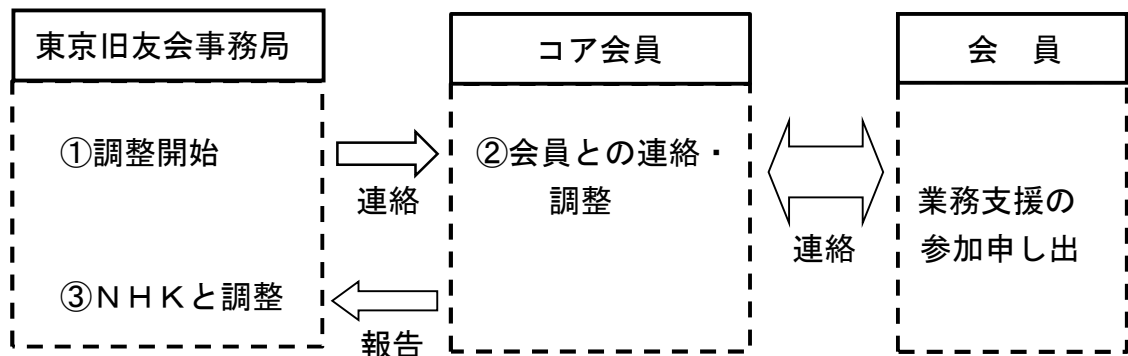 東京旧友会事務局
①調整開始
③ＮＨＫと調整
連絡
報告
コア会員
②会員との連絡・
調整
連絡
会　員
業務支援の
参加申し出